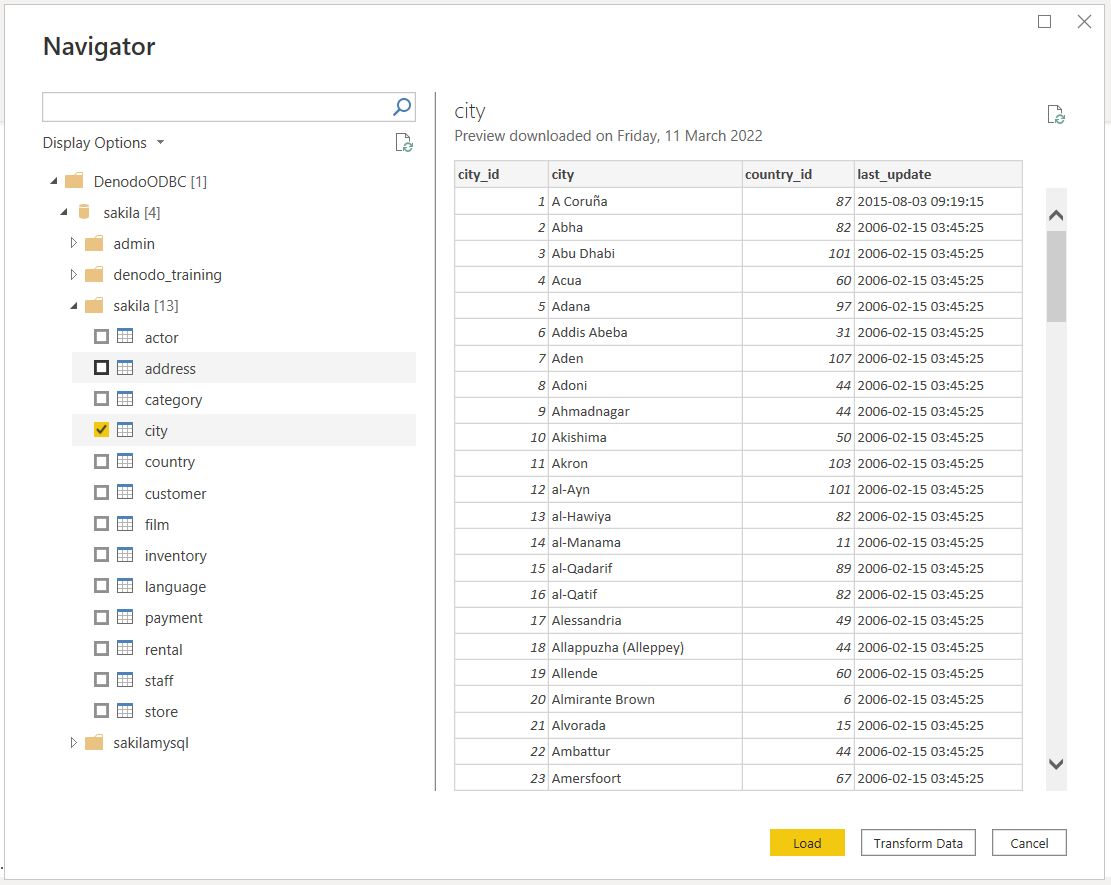 Navigator
Display Options
DenodoODBC [1]
sakila [4]
admin
denodo_training
sakila [13]
actor
address
category
city
country
customer
film
inventory
language
payment
rental
staff
store
sakilamysql
city
Preview downloaded on Friday, 11 March 2022
city_id city country_id last_update
1 A Coruña 87 2015-08-03 09:19:15
2 Abha 82 2006-02-15 03:45:25
3 Abu Dhabi 101 2006-02-15 03:45:25
4 Acua 60 2006-02-15 03:45:25
5 Adana 97 2006-02-15 03:45:25
6 Addis Abeba 31 2006-02-15 03:45:25
7 Aden 107 2006-02-15 03:45:25
8 Adoni 44 2006-02-15 03:45:25
9 Ahmadnagar 44 2006-02-15 03:45:25
10 Akishima 50 2006-02-15 03:45:25
11 Akron 103 2006-02-15 03:45:25
12 al-Ayn 101 2006-02-15 03:45:25
13 al-Hawiya 82 2006-02-15 03:45:25
14 al-Manama 11 2006-02-15 03:45:25
15 al-Qadarif 89 2006-02-15 03:45:25
16 al-Qatif 82 2006-02-15 03:45:25
17 Alessandria 49 2006-02-15 03:45:25
18 Allappuzha (Alleppey) 44 2006-02-15 03:45:25
19 Allende 60 2006-02-15 03:45:25
20 Almirante Brown 6 2006-02-15 03:45:25
21 Alvorada 15 2006-02-15 03:45:25
22 Ambattur 44 2006-02-15 03:45:25
23 Amersfoort 67 2006-02-15 03:45:25
Load Transform Data Cancel